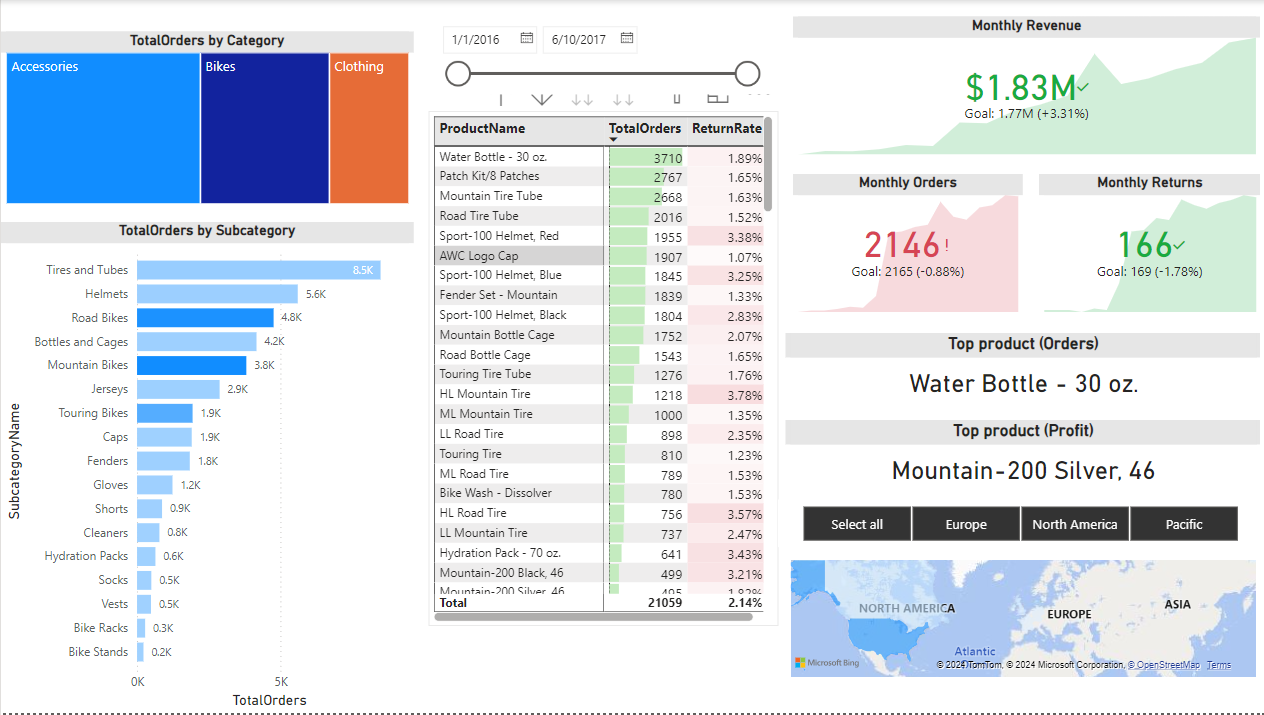 TotalOrders by Category
Accessories
Bikes
Clothing
TotalOrders by Subcategory
SubcategoryName
Tires and Tubes 8.5K
Helmets 5.6K
Road Bikes 4.8K
Bottles and Cages 4.2K
Mountain Bikes 3.8K
Jerseys 2.9K
Touring Bikes 1.9K
Caps 1.9K
Fenders 1.8K
Gloves 1.2K
Shorts 0.9K
Cleaners 0.8K
Hydration Packs 0.6K
Socks 0.5K
Vests 0.5K
Bike Racks 0.3K
Bike Stands 0.2K
0K 5K
TotalOrders
1/1/2016 6/10/2017
ProductName TotalOrders ReturnRate
Water Bottle - 30 oz. 3710 1.89%
Patch Kit/8 Patches 2767 1.65%
Mountain Tire Tube 2668 1.63%
Road Tire Tube 2016 1.52%
Sport-100 Helmet, Red 1955 3.38%
AWC Logo Cap 1907 1.07%
Sport-100 Helmet, Blue 1845 3.25%
Fender Set - Mountain 1839 1.33%
Sport-100 Helmet, Black 1804 2.83%
Mountain Bottle Cage 1752 2.07%
Road Bottle Cage 1543 1.65%
Touring Tire Tube 1276 1.76%
HL Mountain Tire 1218 3.78%
ML Mountain Tire 1000 1.35%
LL Road Tire 898 2.35%
Touring Tire 810 1.23%
ML Road Tire 789 1.53%
Bike Wash - Dissolver 780 1.53%
HL Road Tire 756 3.57%
LL Mountain Tire 737 2.47%
Hydration Pack - 70 oz. 641 3.43%
Mountain-200 Black, 46 499 3.21%
Mountain-200 Silver, 46 495 1.82%
Total 21059 2.14%
Monthly Revenue
$1.83M
Goal: 1.77M (+3.31%)
Monthly Orders
2146!
Goal: 2165 (-0.88%)
Monthly Returns
166
Goal: 169 (-1.78%)
Top product (Orders)
Water Bottle - 30 oz.
Top product (Profit)
Mountain-200 Silver, 46
Select all Europe North America Pacific
NORTH AMERICA
EUROPE
ASIA
Atlantic
Microsoft Bing
© 2024 TomTom, © 2024 Microsoft Corporation, © OpenStreetMap Terms